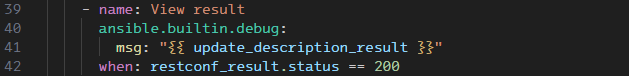 39 - name: View result
40 ansible.builtin.debug:
41 msg: "{{ update_description_result }}"
42 when: restconf_result.status == 200